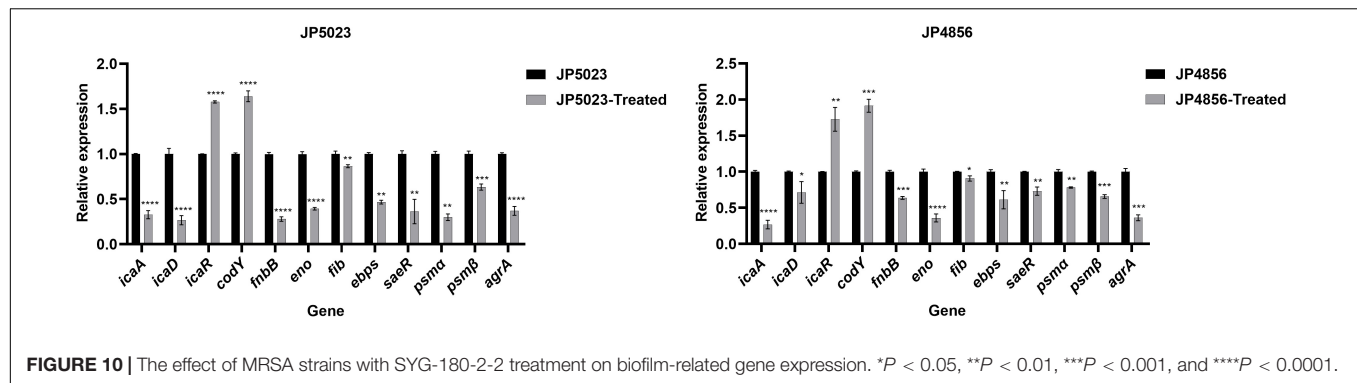 JP5023
2.0
1.5
1.0
0.5
0.0
Relative expression
**** **** **** **** **** **** ** ** ** ** *** ****
icaA icaD icaR codY fnbB eno fib ebps saeR psmα psmβ agrA
Gene
JP5023
JP5023-Treated
JP4856
2.5
2.0
1.5
1.0
0.5
0.0
Relative expression
**** * ** *** *** **** * ** ** ** *** ***
icaA icaD icaR codY fnbB eno fib ebps saeR psmα psmβ agrA
Gene
JP4856
JP4856-Treated
FIGURE 10 | The effect of MRSA strains with SYG-180-2-2 treatment on biofilm-related gene expression. *P < 0.05, **P < 0.01, ***P < 0.001, and ****P < 0.0001.